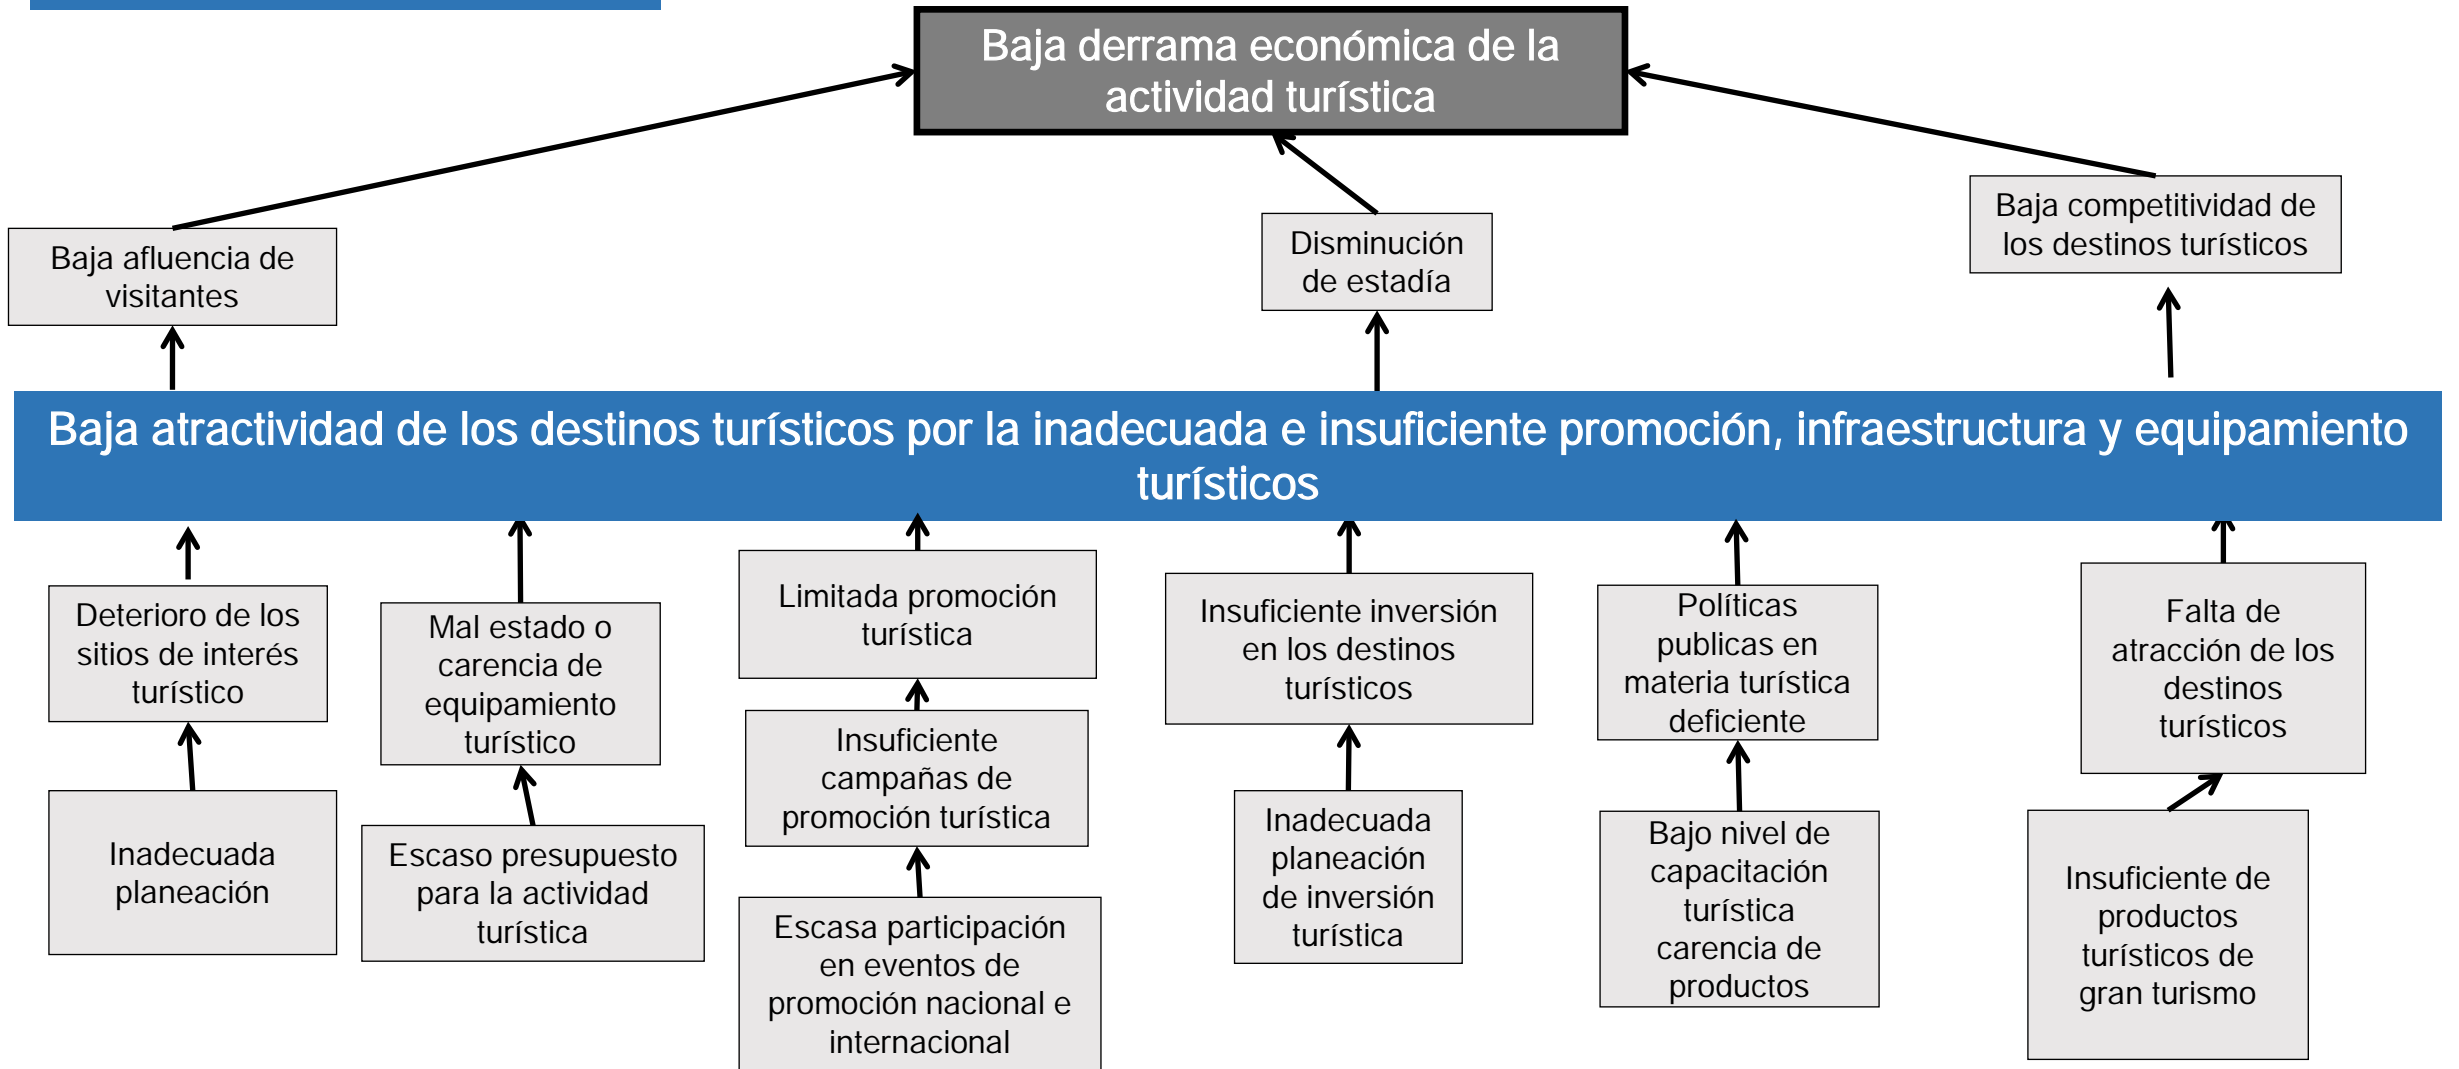 Baja derrama económica de la
actividad turística
Baja afluencia de
visitantes
Disminución
de estadía
Baja competitividad de
los destinos turísticos
Baja atractividad de los destinos turísticos por la inadecuada e insuficiente promoción, infraestructura y equipamiento
turísticos
Deterioro de los
sitios de interés
turístico
Mal estado o
carencia de
equipamiento
turístico
Limitada promoción
turística
Insuficiente inversión
en los destinos
turísticos
Políticas
publicas en
materia turística
deficiente
Falta de
atracción de los
destinos
turísticos
Inadecuada
planeación
Escaso presupuesto
para la actividad
turística
Insuficiente
campañas de
promoción turística
Escasa participación
en eventos de
promoción nacional e
internacional
Inadecuada
planeación
de inversión
turística
Bajo nivel de
capacitación
turística
carencia de
productos
Insuficiente de
productos
turísticos de
gran turismo